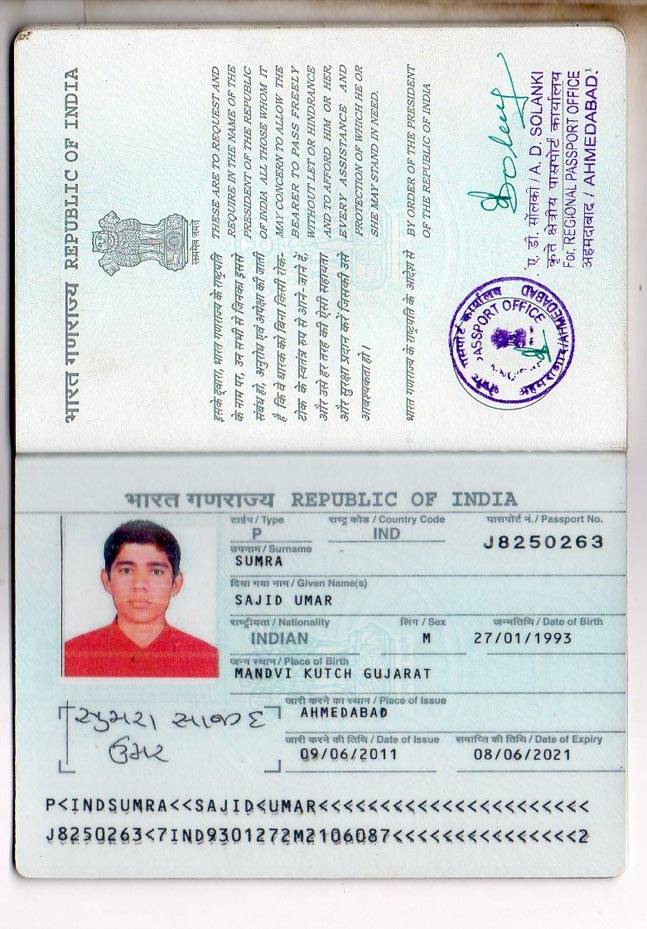 भारत गणराज्य REPUBLIC OF INDIA
सत्यमेव जयते
इसके द्वारा, भारत गणराज्य के राष्ट्रपति
के नाम पर, उन सभी से जिनका इससे
संबंध हो, अनुरोध एवं अपेक्षा की जाती
है कि वे धारक को बिना किसी रोक-
टोक के स्वतंत्र रूप से आने-जाने दें,
और उसे हर तरह की ऐसी सहायता
और सुरक्षा प्रदान करें जिसकी उसे
आवश्यकता हो।
भारत गणराज्य के राष्ट्रपति के आदेश से
THESE ARE TO REQUEST AND
REQUIRE IN THE NAME OF THE
PRESIDENT OF THE REPUBLIC
OF INDIA ALL THOSE WHOM IT
MAY CONCERN TO ALLOW THE
BEARER TO PASS FREELY
WITHOUT LET OR HINDRANCE
AND TO AFFORD HIM OR HER,
EVERY ASSISTANCE AND
PROTECTION OF WHICH HE OR
SHE MAY STAND IN NEED.
BY ORDER OF THE PRESIDENT
OF THE REPUBLIC OF INDIA
पासपोर्ट कार्यालय
PASSPORT OFFICE
अहमदाबाद/AHMEDABAD
ए. डी. सोलंकी / A. D. SOLANKI
कृते क्षेत्रीय पासपोर्ट कार्यालय
For, REGIONAL PASSPORT OFFICE
अहमदाबाद / AHMEDABAD.
भारत गणराज्य REPUBLIC OF INDIA
टाईप / Type राष्ट्र कोड / Country Code पासपोर्ट नं. / Passport No.
P IND J8250263
उपनाम / Surname
SUMRA
दिया गया नाम / Given Name(s)
SAJID UMAR
राष्ट्रीयता / Nationality लिंग / Sex जन्मतिथि / Date of Birth
INDIAN M 27/01/1993
जन्म स्थान / Place of Birth
MANDVI KUTCH GUJARAT
जारी करने का स्थान / Place of Issue
AHMEDABAD
जारी करने की तिथि / Date of Issue समाप्ति की तिथि / Date of Expiry
09/06/2011 08/06/2021
સુમરા સાજીદ
ઉમર
P<INDSUMRA<<SAJID<UMAR<<<<<<<<<<<<<<<<<<<<<<
J8250263<7IND9301272M2106087<<<<<<<<<<<<<<<2